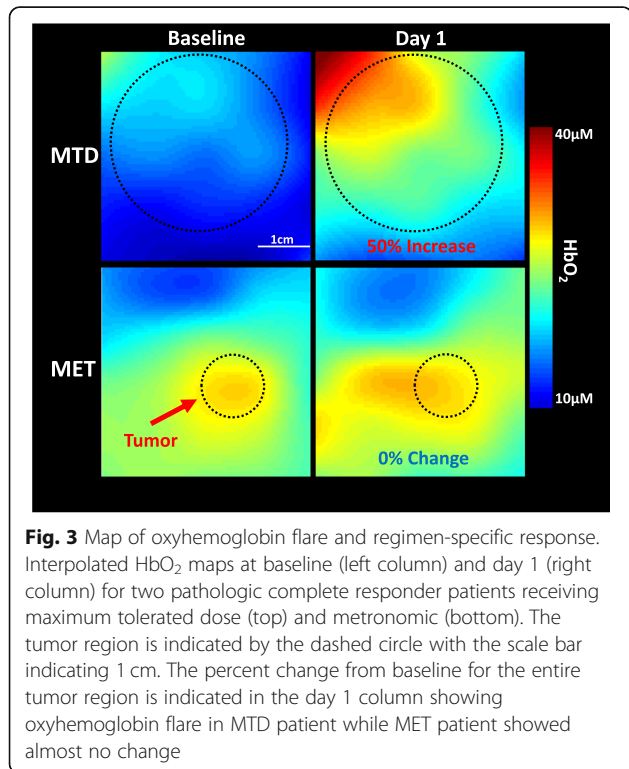 Baseline
Day 1
MTD
1cm
50% Increase
40µM
HbO₂
10µM
MET
Tumor
0% Change
Fig. 3 Map of oxyhemoglobin flare and regimen-specific response.
Interpolated HbO₂ maps at baseline (left column) and day 1 (right
column) for two pathologic complete responder patients receiving
maximum tolerated dose (top) and metronomic (bottom). The
tumor region is indicated by the dashed circle with the scale bar
indicating 1 cm. The percent change from baseline for the entire
tumor region is indicated in the day 1 column showing
oxyhemoglobin flare in MTD patient while MET patient showed
almost no change